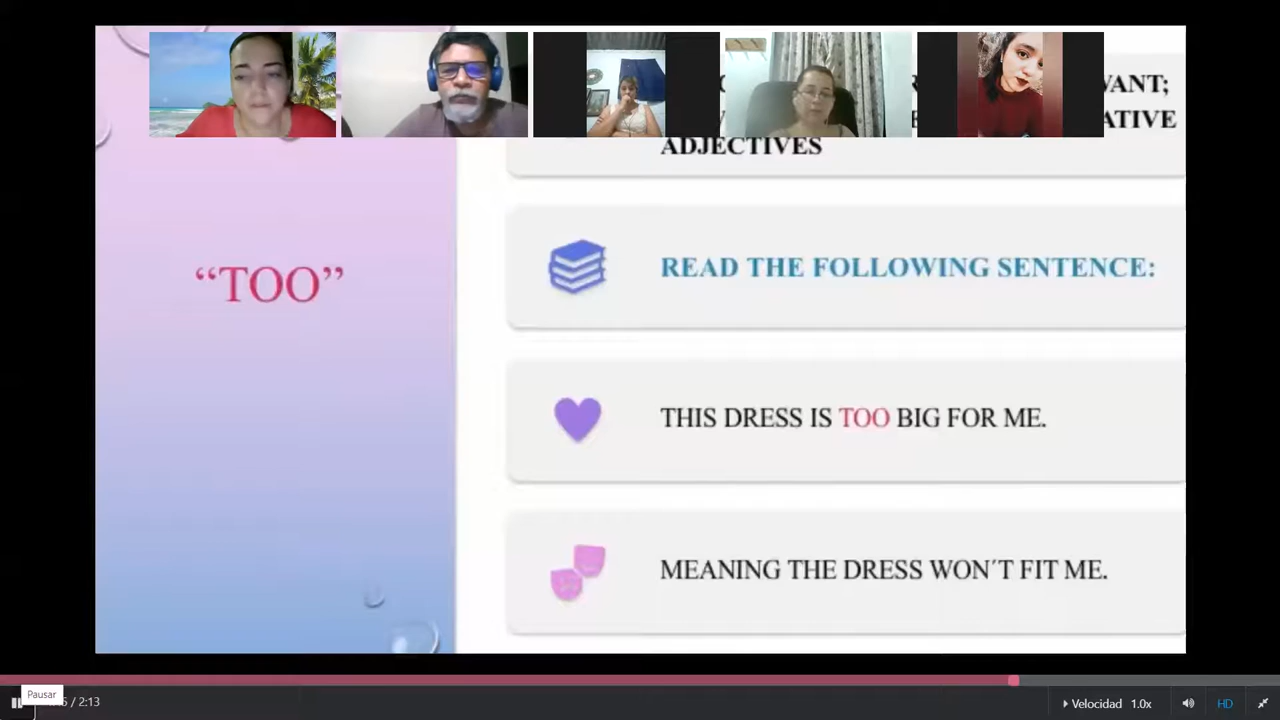 VANT;
ATIVE
ADJECTIVES
“TOO”
READ THE FOLLOWING SENTENCE:
THIS DRESS IS TOO BIG FOR ME.
MEANING THE DRESS WON´T FIT ME.
Pausar
/ 2:13
Velocidad 1.0x
HD